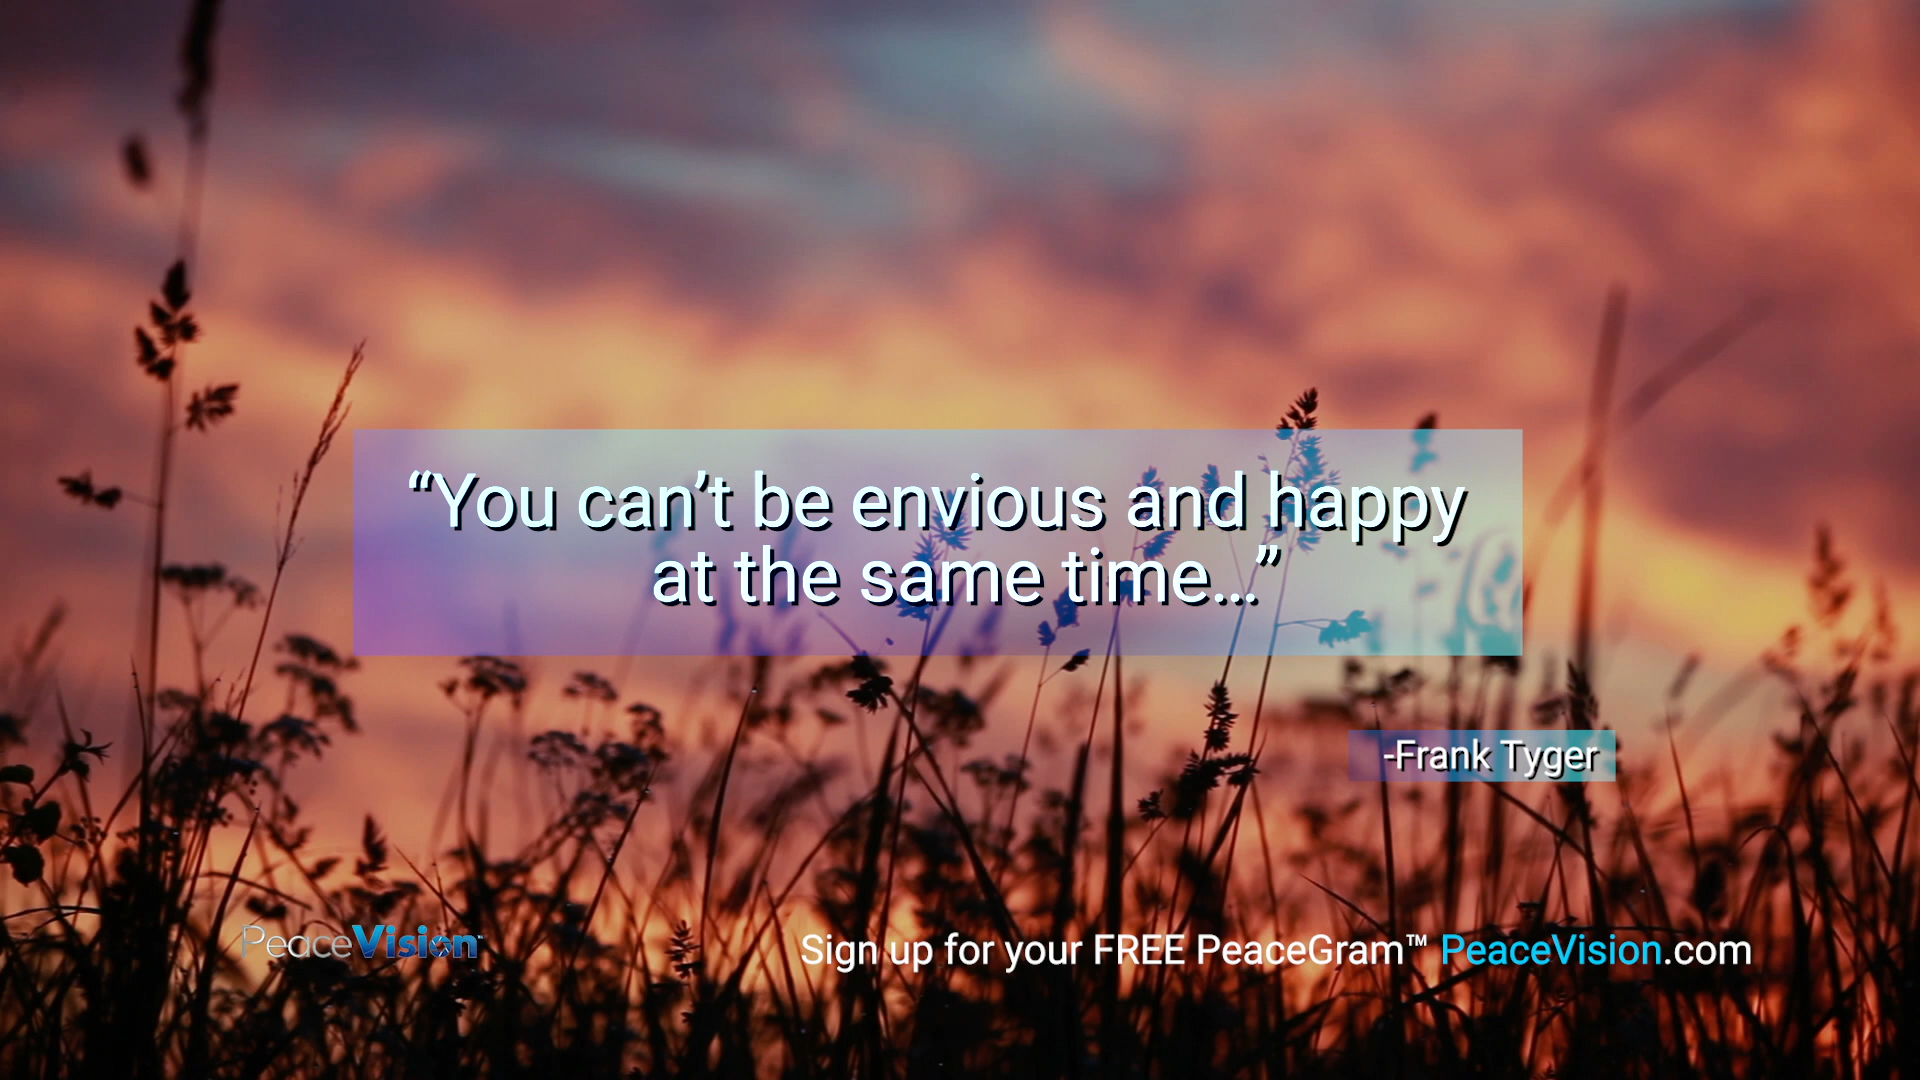 “You can’t be envious and happy
at the same time...”
-Frank Tyger
PeaceVision™
Sign up for your FREE PeaceGram™ PeaceVision.com